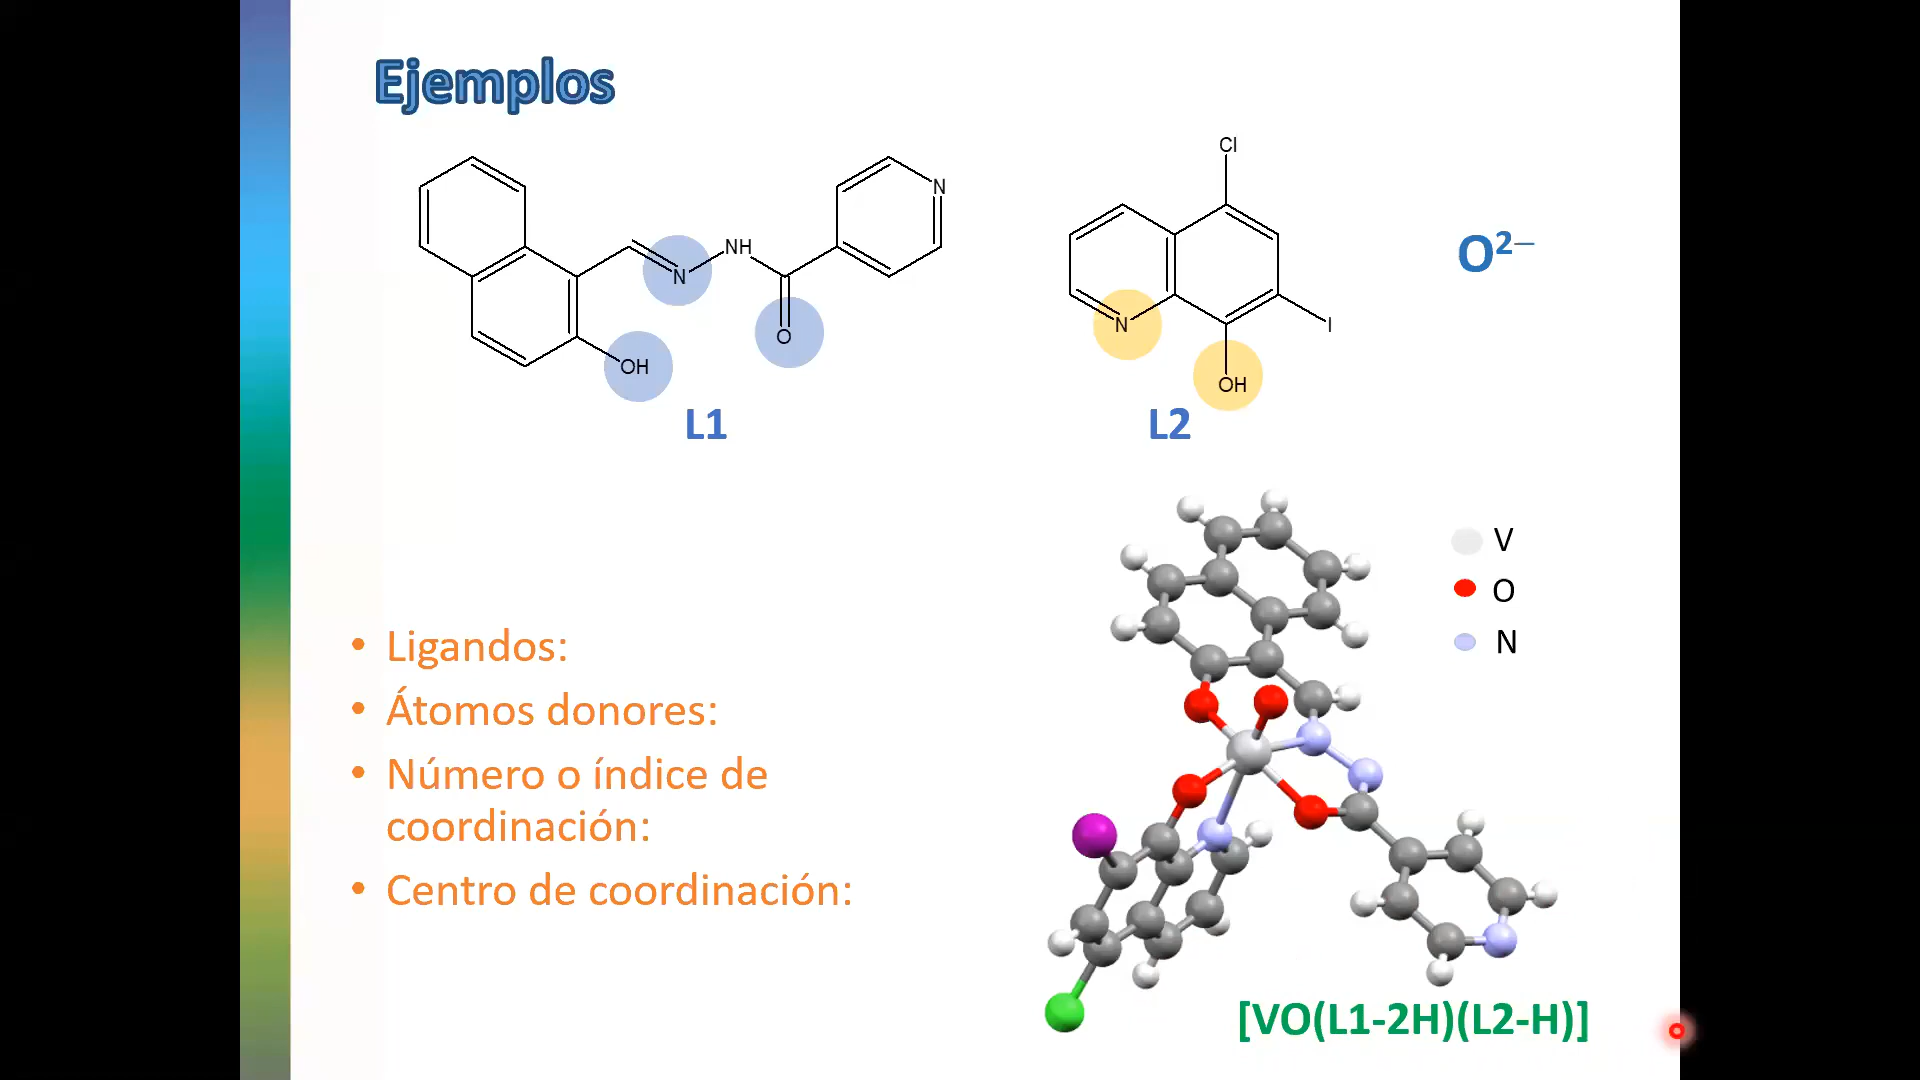 Ejemplos
Cl
N
NH
N
O
OH
L1
N
I
OH
L2
O²⁻
V
O
N
• Ligandos:
• Átomos donores:
• Número o índice de
coordinación:
• Centro de coordinación:
[VO(L1-2H)(L2-H)]